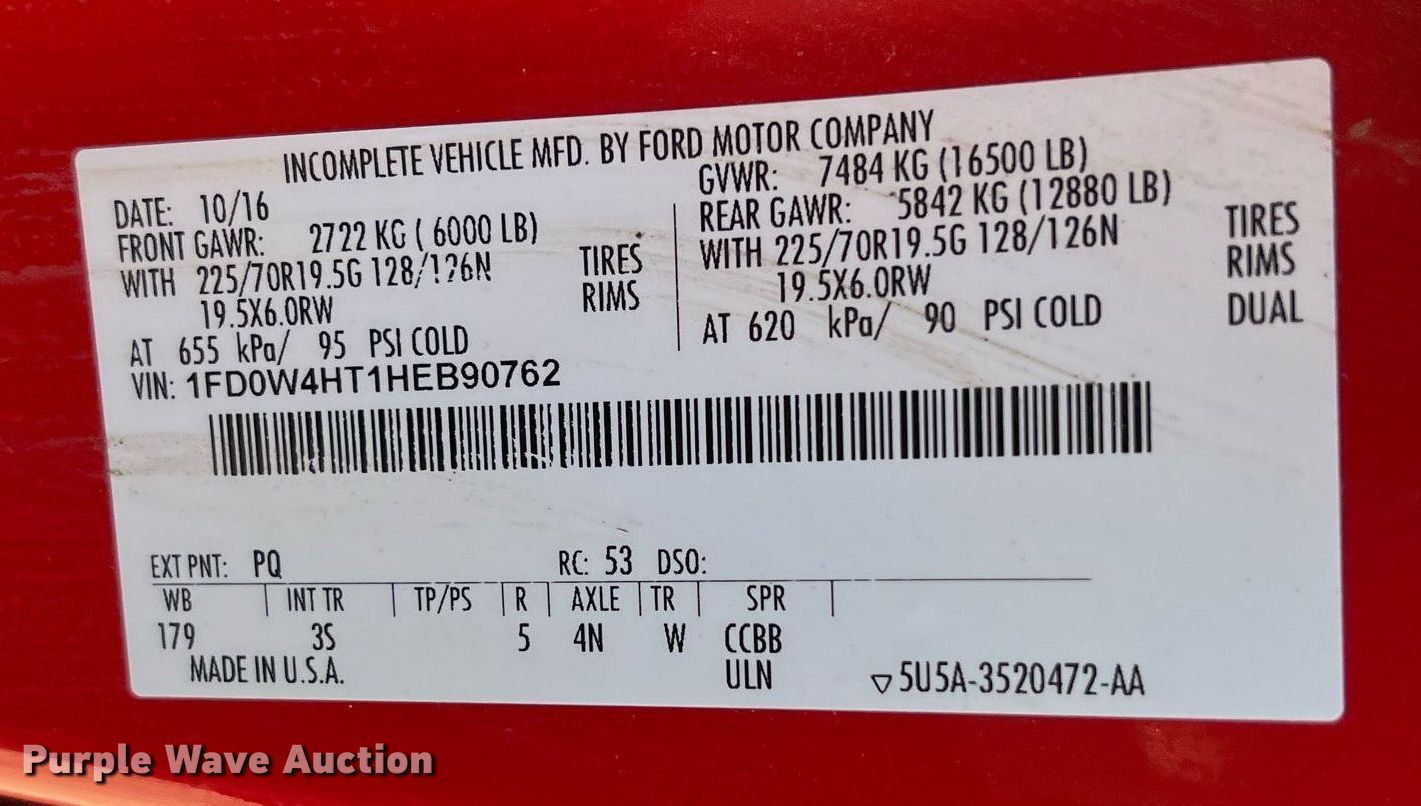 INCOMPLETE VEHICLE MFD. BY FORD MOTOR COMPANY
DATE: 10/16
GVWR: 7484 KG (16500 LB)
FRONT GAWR: 2722 KG ( 6000 LB)
REAR GAWR: 5842 KG (12880 LB)
WITH 225/70R19.5G 128/126N TIRES
WITH 225/70R19.5G 128/126N TIRES
19.5X6.0RW RIMS
19.5X6.0RW RIMS
AT 655 kPa/ 95 PSI COLD
AT 620 kPa/ 90 PSI COLD DUAL
VIN: 1FD0W4HT1HEB90762
EXT PNT: PQ RC: 53 DSO:
WB INT TR TP/PS R AXLE TR SPR
179 3S 5 4N W CCBB
MADE IN U.S.A. ULN ▽5U5A-3520472-AA
Purple Wave Auction